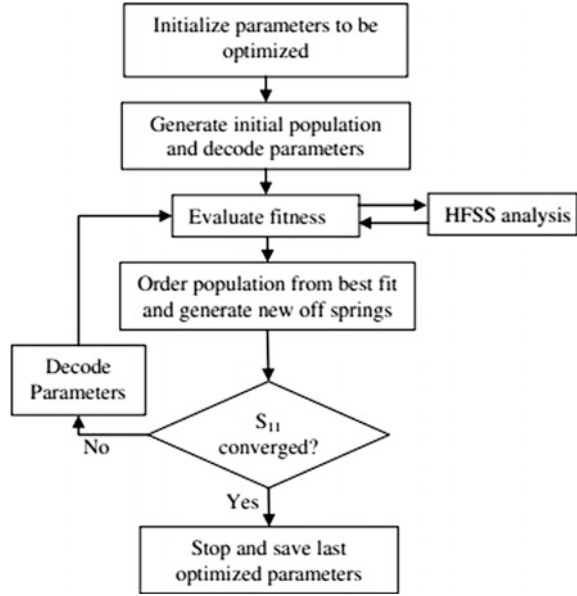 Initialize parameters to be
optimized
Generate initial population
and decode parameters
Evaluate fitness
HFSS analysis
Order population from best fit
and generate new off springs
Decode
Parameters
S₁₁
converged?
No
Yes
Stop and save last
optimized parameters